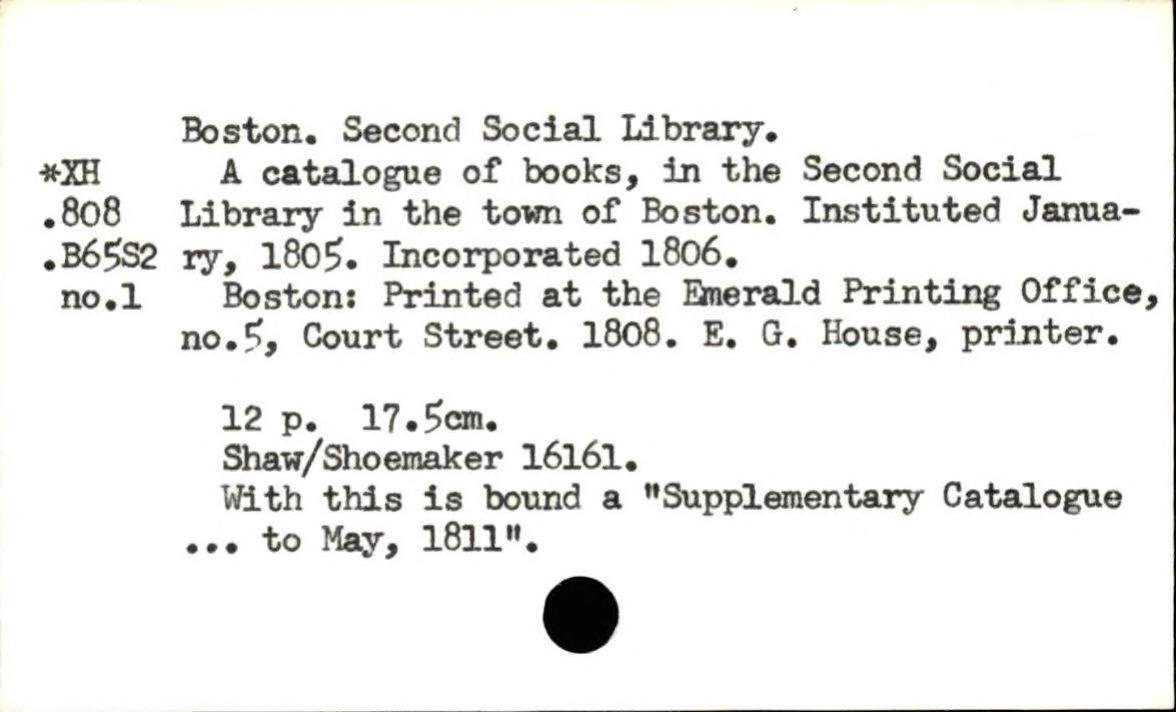 Boston. Second Social Library.
*XH A catalogue of books, in the Second Social
.808 Library in the town of Boston. Instituted Janua-
.B65S2 ry, 1805. Incorporated 1806.
no.1 Boston: Printed at the Emerald Printing Office,
no.5, Court Street. 1808. E. G. House, printer.
12 p. 17.5cm.
Shaw/Shoemaker 16161.
With this is bound a "Supplementary Catalogue
... to May, 1811".